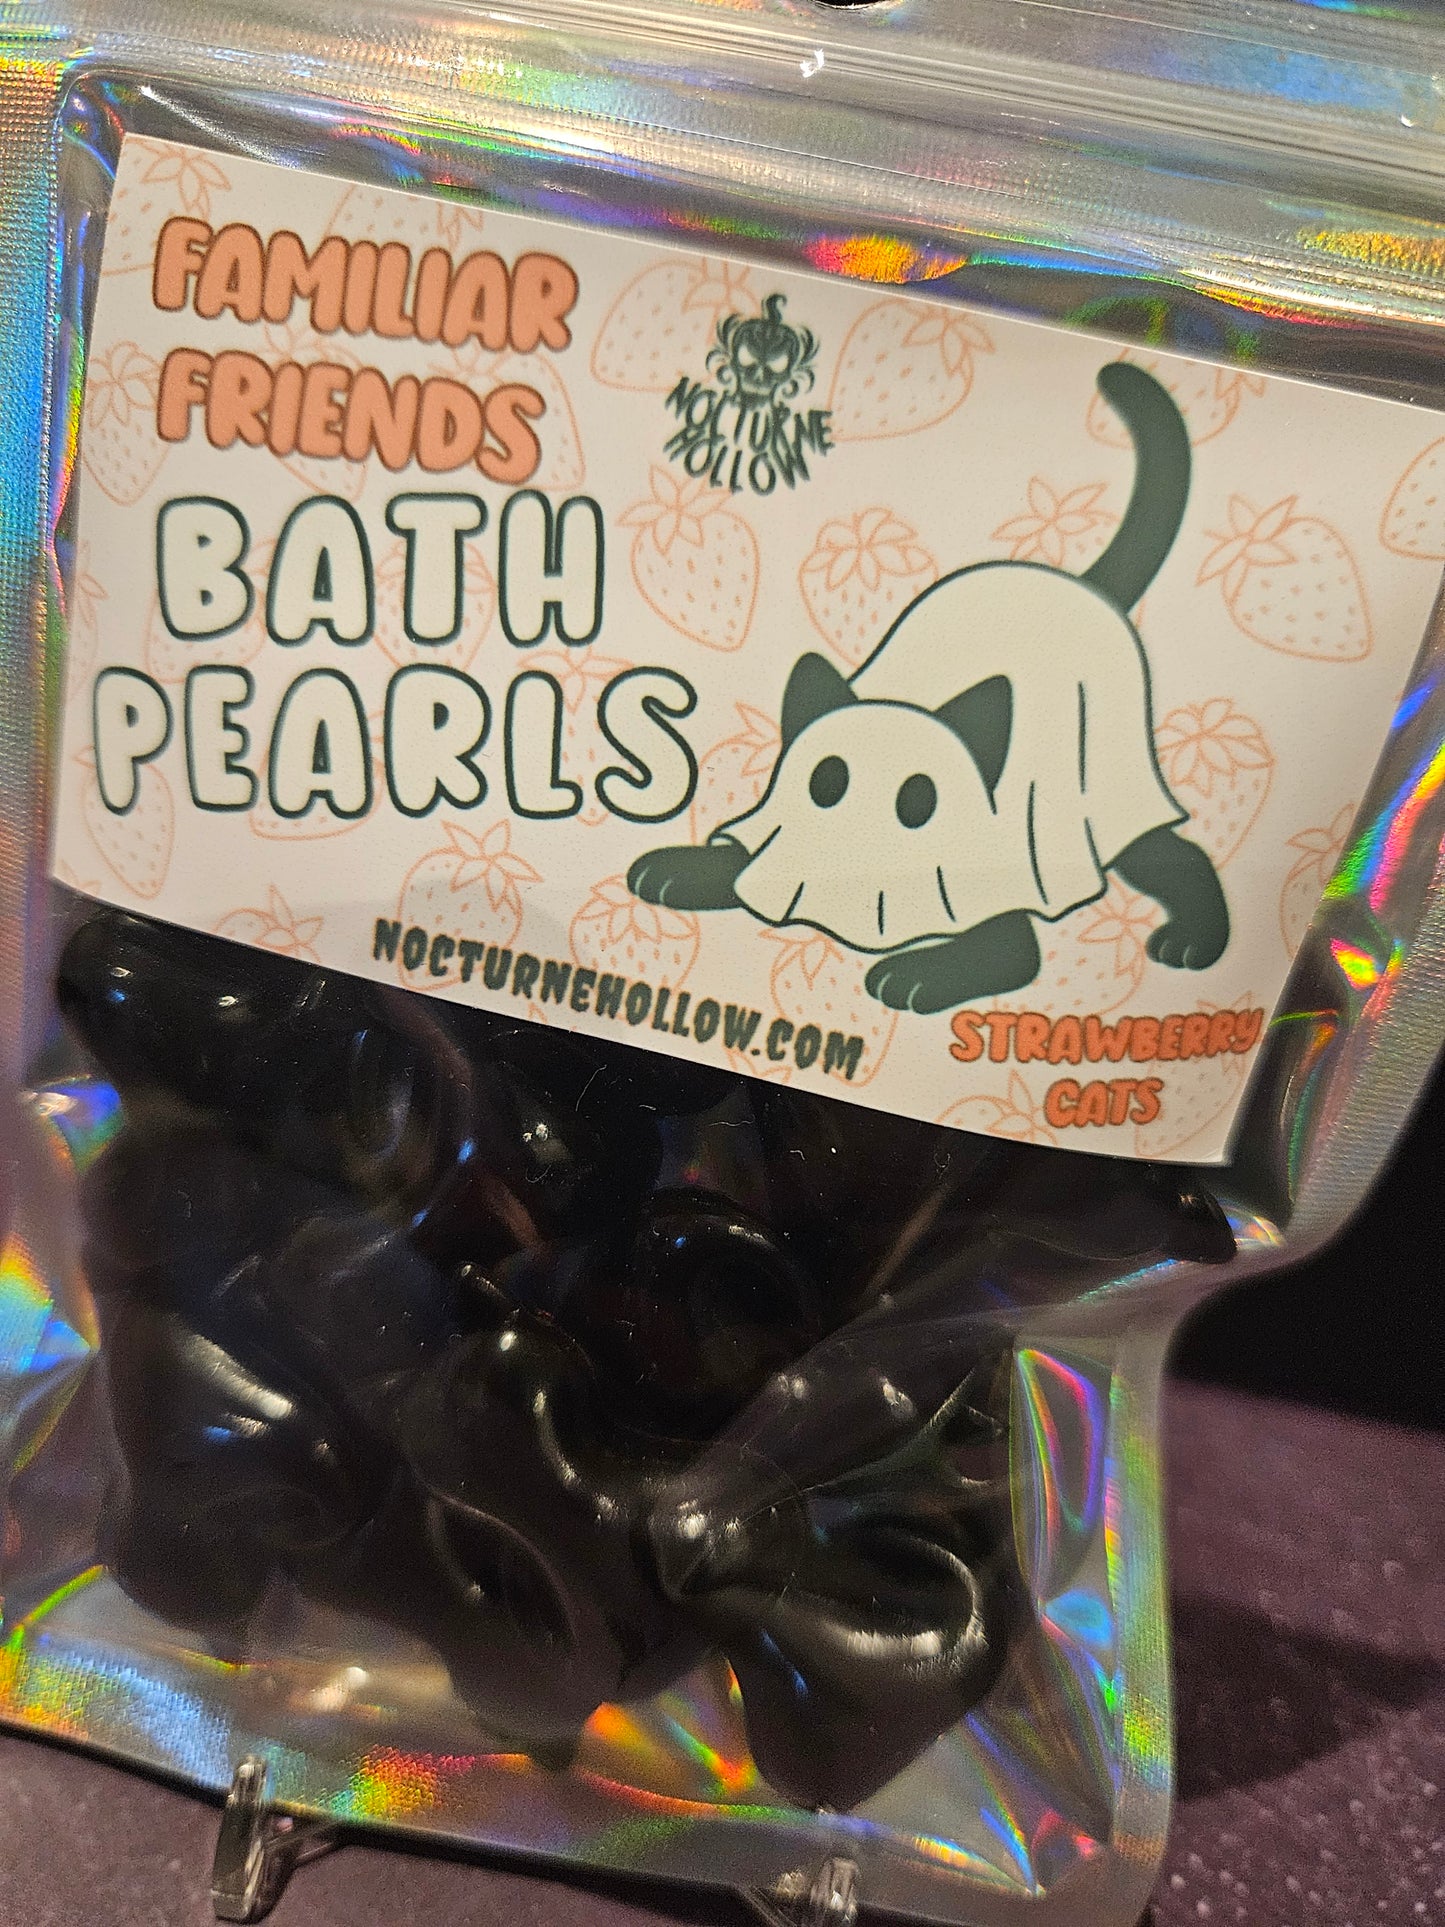 FAMILIAR
FRIENDS
BATH
PEARLS
NOCTURNE
HOLLOW
NOCTURNEHOLLOW.COM
STRAWBERRY
CATS